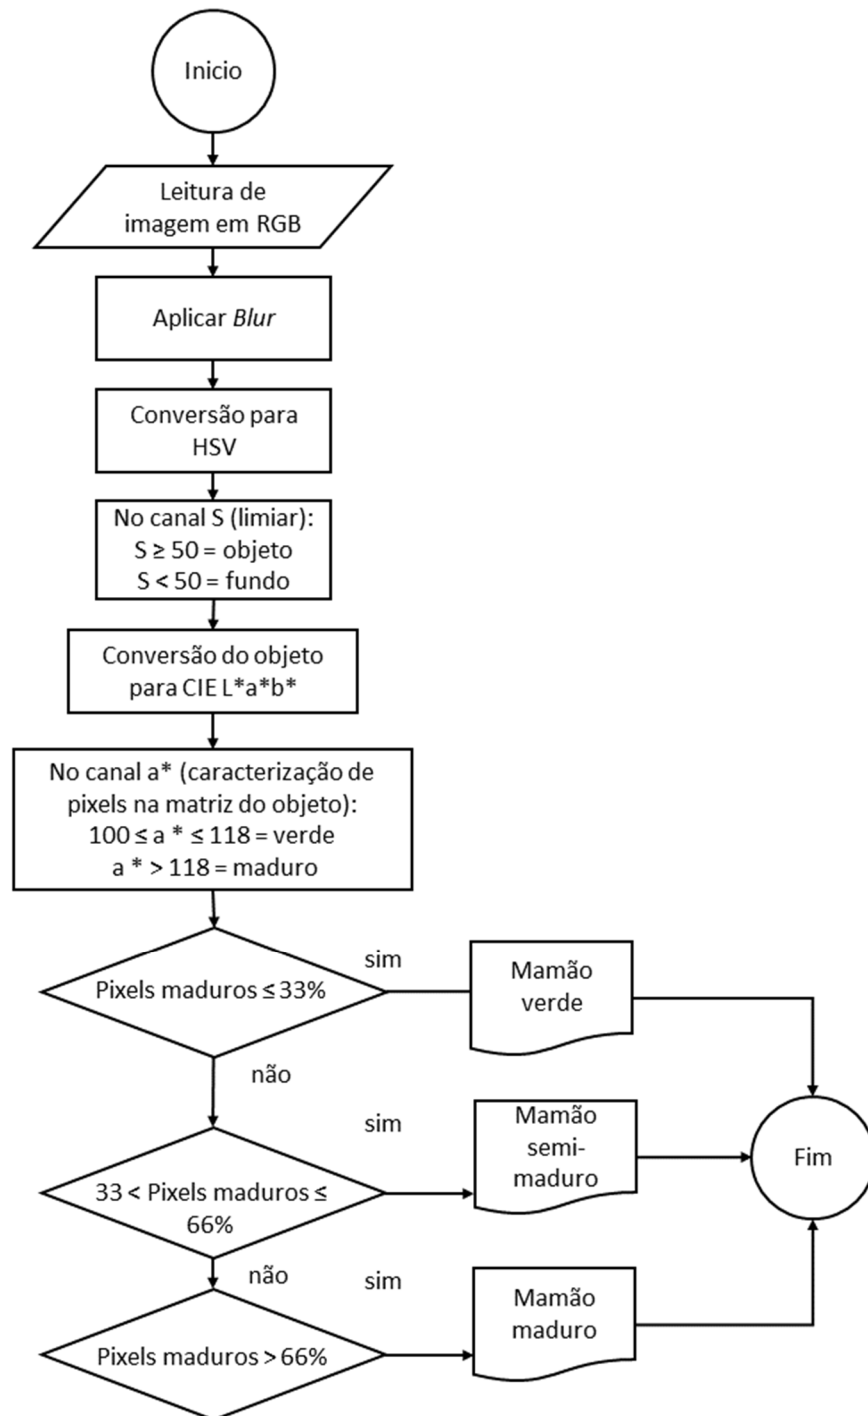 Inicio
Leitura de
imagem em RGB
Aplicar Blur
Conversão para
HSV
No canal S (limiar):
S ≥ 50 = objeto
S < 50 = fundo
Conversão do objeto
para CIE L*a*b*
No canal a* (caracterização de
pixels na matriz do objeto):
100 ≤ a * ≤ 118 = verde
a * > 118 = maduro
Pixels maduros ≤ 33%
sim
Mamão
verde
não
33 < Pixels maduros ≤
66%
sim
Mamão
semi-
maduro
Fim
não
Pixels maduros > 66%
sim
Mamão
maduro